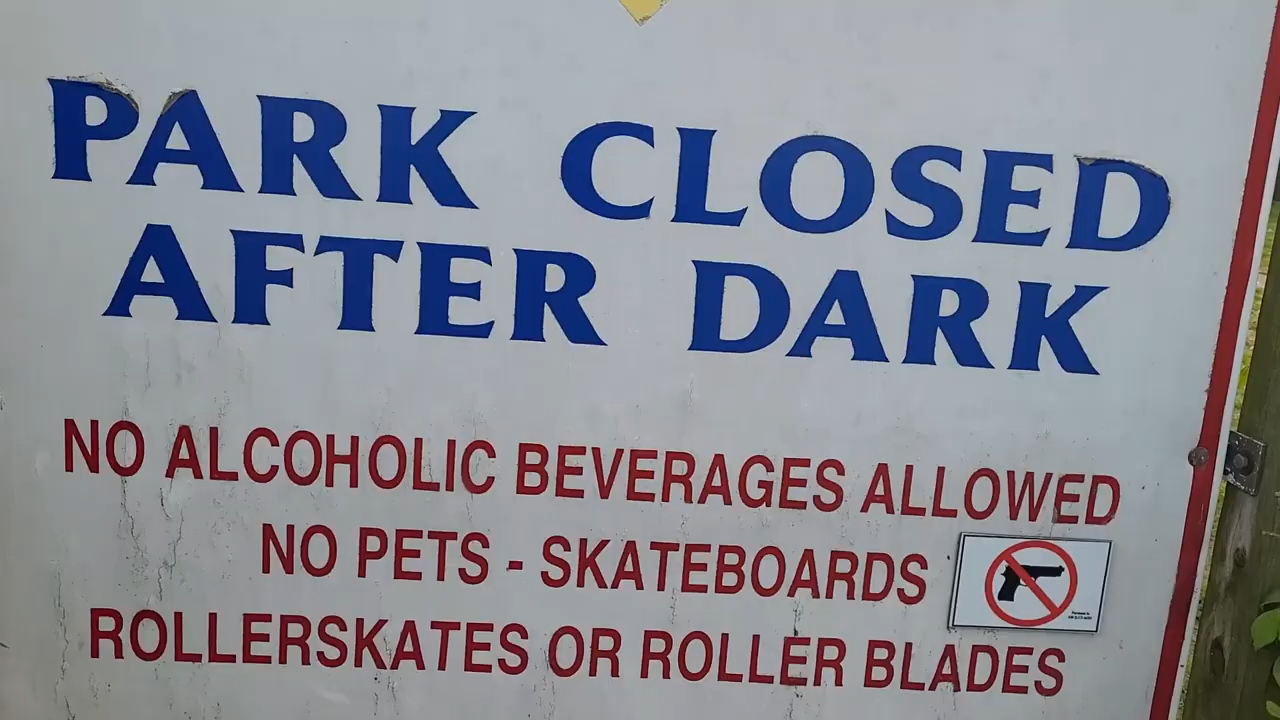 PARK CLOSED
AFTER DARK
NO ALCOHOLIC BEVERAGES ALLOWED
NO PETS - SKATEBOARDS
ROLLERSKATES OR ROLLER BLADES